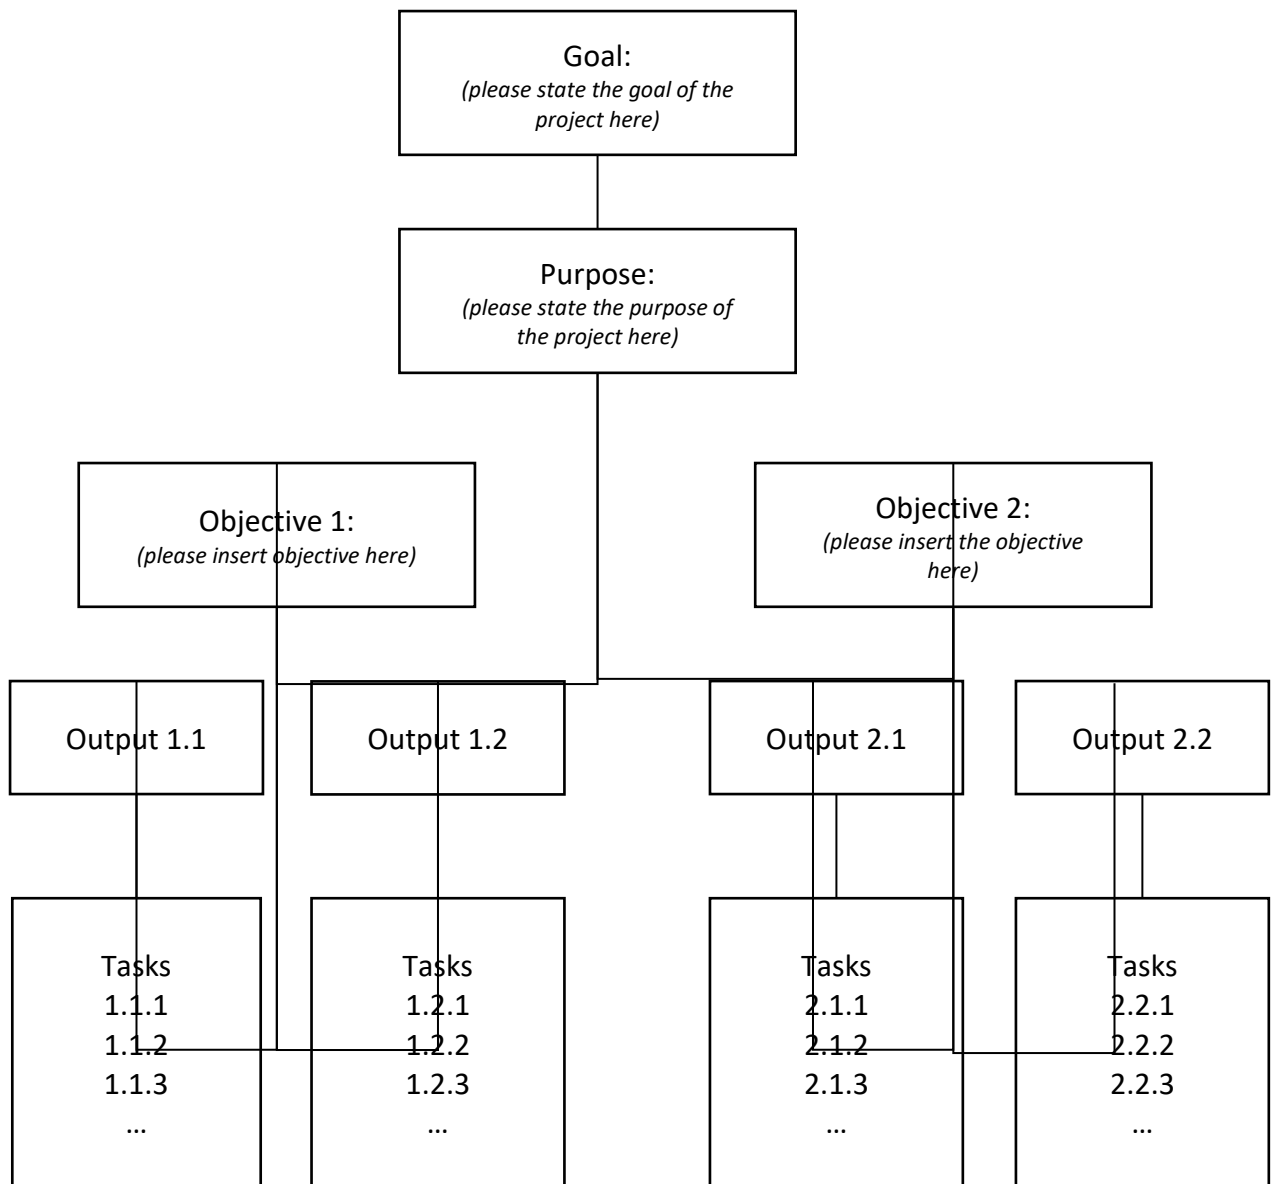 Goal:
(please state the goal of the
project here)
Purpose:
(please state the purpose of
the project here)
Objective 1:
(please insert objective here)
Objective 2:
(please insert the objective
here)
Output 1.1
Output 1.2
Output 2.1
Output 2.2
Tasks
1.1.1
1.1.2
1.1.3
...
Tasks
1.2.1
1.2.2
1.2.3
...
Tasks
2.1.1
2.1.2
2.1.3
...
Tasks
2.2.1
2.2.2
2.2.3
...